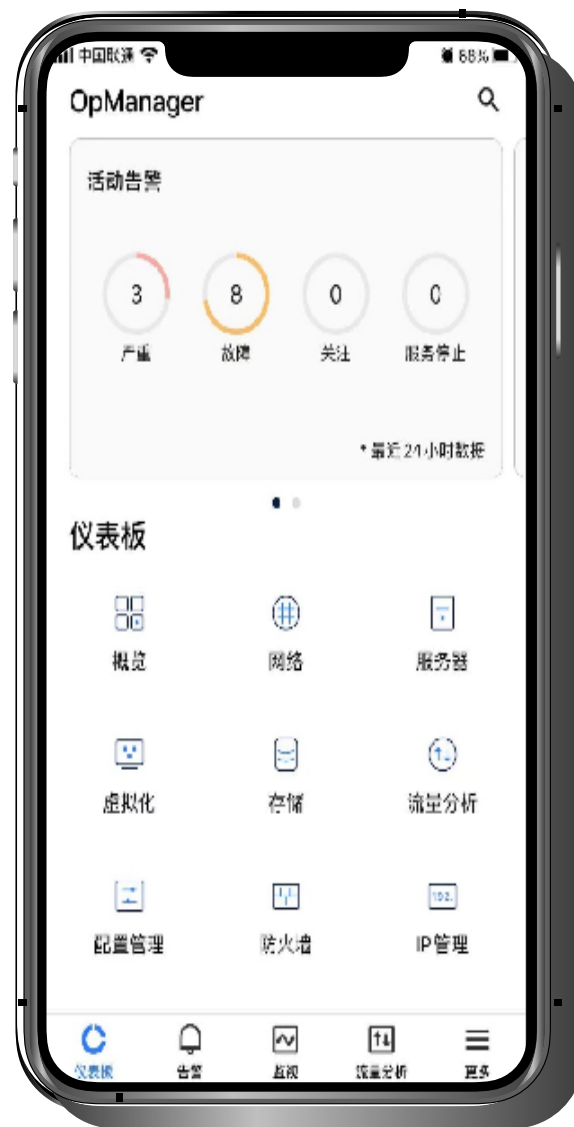 中国联通 68%
OpManager
活动告警
3 8 0 0
严重 故障 关注 服务停止
* 最近 24 小时数据
仪表板
概览 网络 服务器
虚拟化 存储 流量分析
192.
配置管理 防火墙 IP管理
仪表板 告警 监视 流量分析 更多